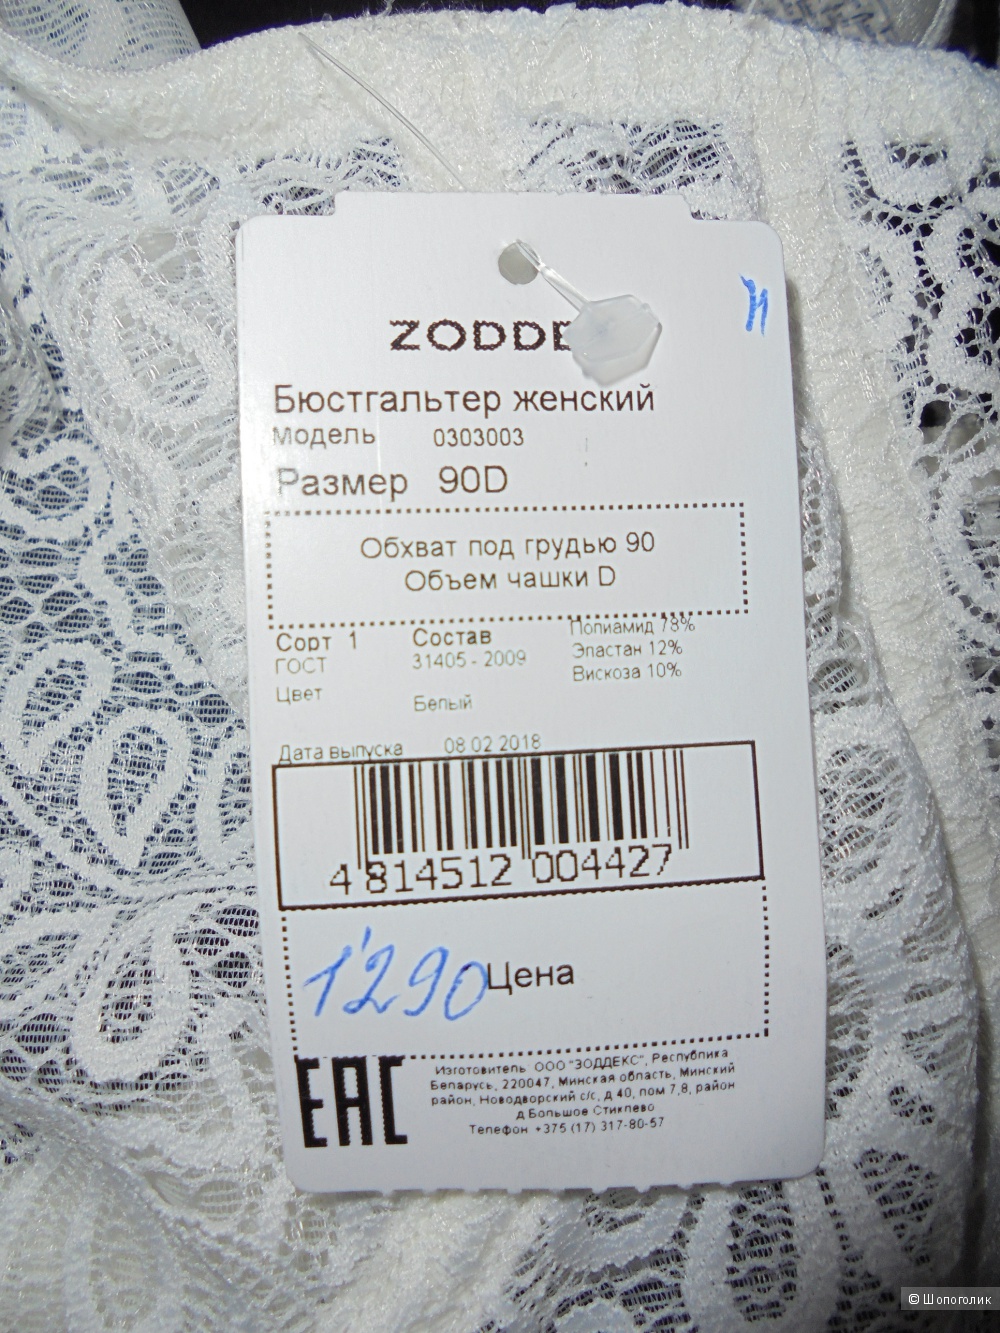 ZODDE
И
Бюстгальтер женский
Модель 0303003
Размер 90D
Обхват под грудью 90
Объем чашки D
Сорт 1 Состав Полиамид 78%
ГОСТ 31405 - 2009 Эластан 12%
Вискоза 10%
Цвет Белый
Дата выпуска 08 02 2018
4 814512 004427
1290 Цена
EAC
Изготовитель ООО "ЗОДДЕКС", Республика
Беларусь, 220047, Минская область, Минский
район, Новодворский с/с, д 40, пом 7,8, район
д Большое Стиклево
Телефон +375 (17) 317-80-57
© Шопоголик